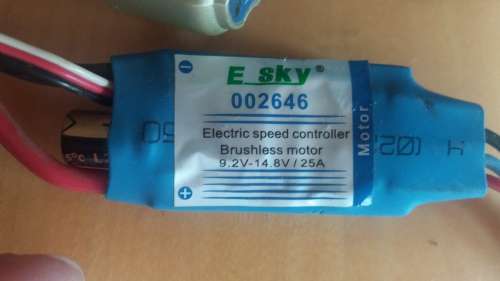 E_sky®
002646
Electric speed controller
Brushless motor
9.2V-14.8V / 25A
Motor